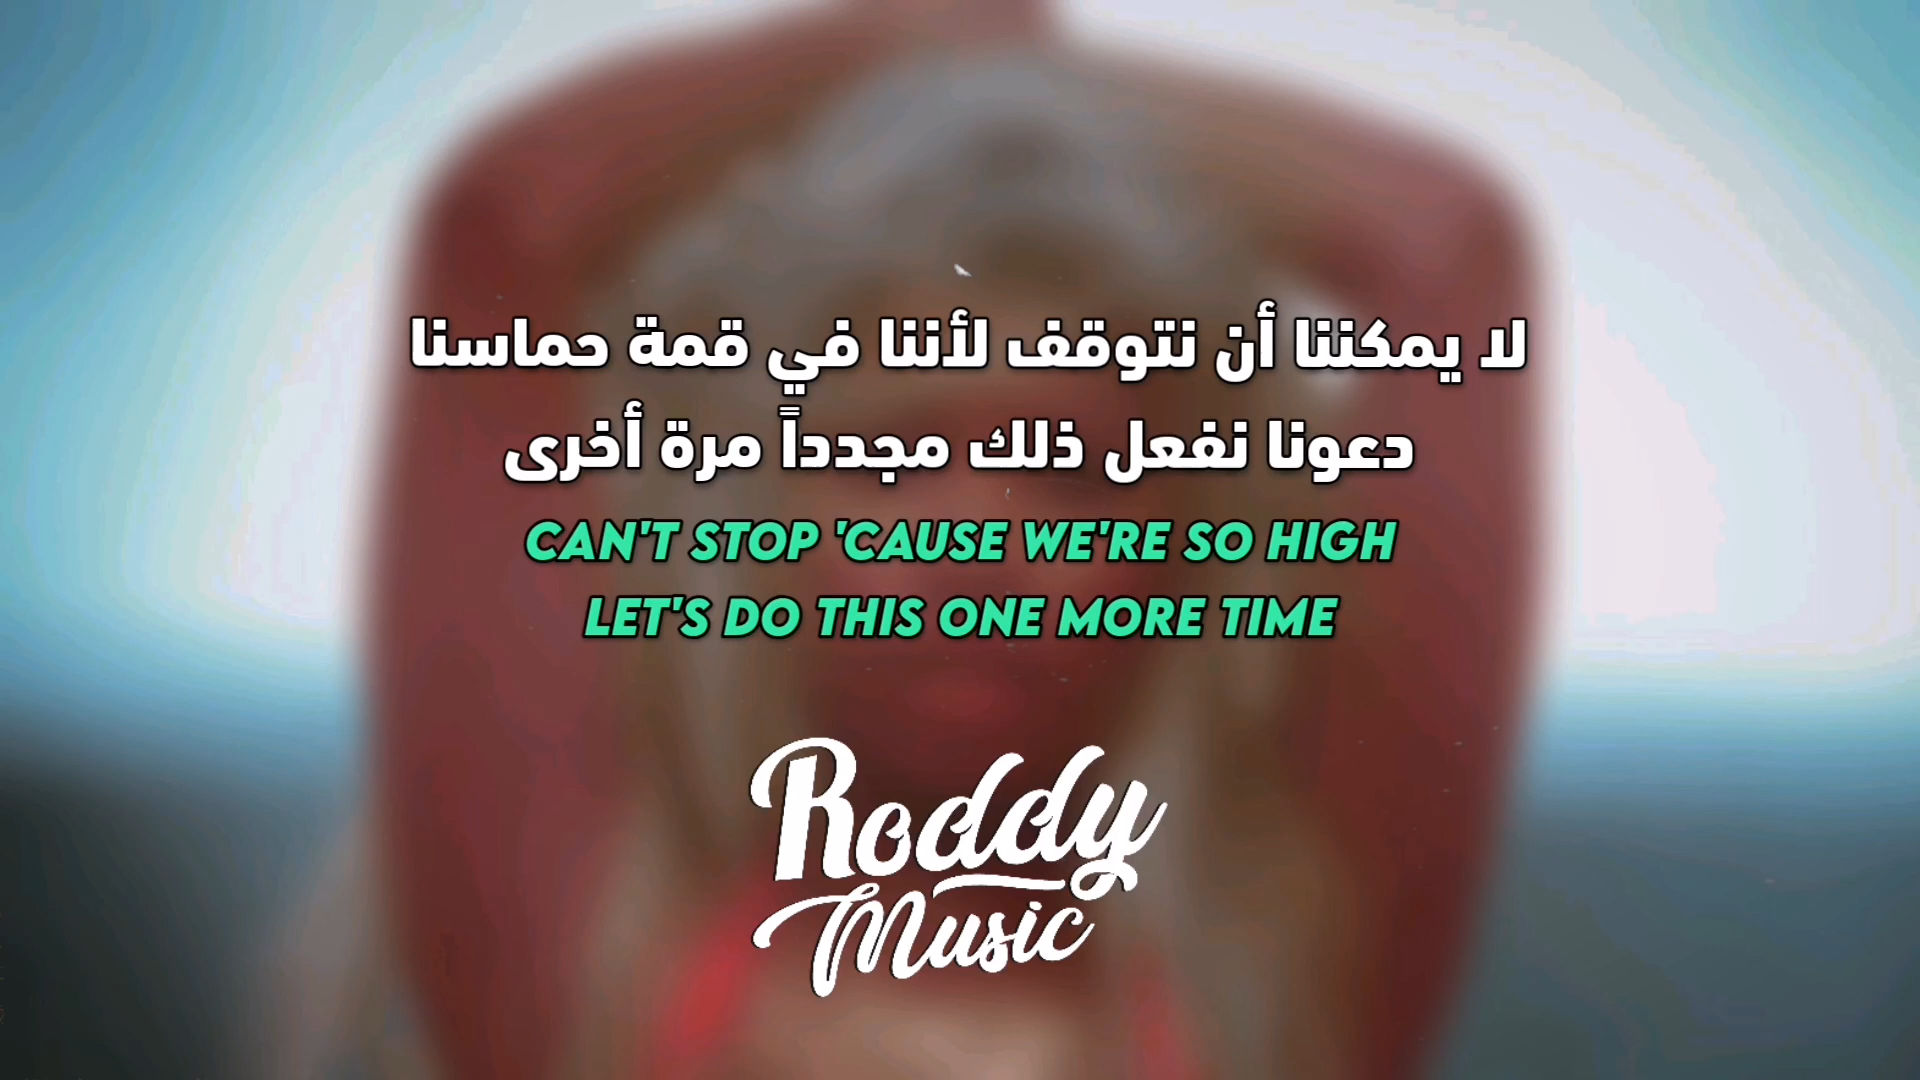 لا يمكننا أن نتوقف لأننا في قمة حماسنا
دعونا نفعل ذلك مجدداً مرة أخرى
CAN'T STOP 'CAUSE WE'RE SO HIGH
LET'S DO THIS ONE MORE TIME
Roddy
Music